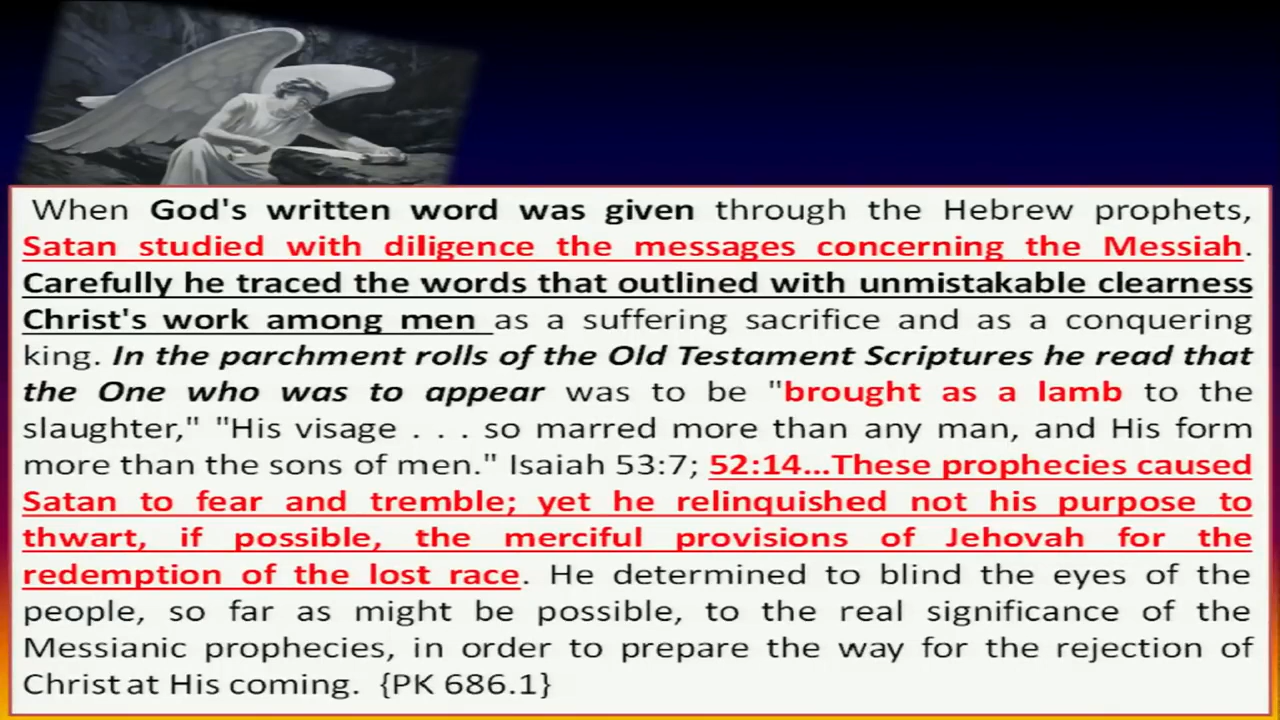 When God's written word was given through the Hebrew prophets,
Satan studied with diligence the messages concerning the Messiah.
Carefully he traced the words that outlined with unmistakable clearness
Christ's work among men as a suffering sacrifice and as a conquering
king. In the parchment rolls of the Old Testament Scriptures he read that
the One who was to appear was to be "brought as a lamb to the
slaughter," "His visage . . . so marred more than any man, and His form
more than the sons of men." Isaiah 53:7; 52:14...These prophecies caused
Satan to fear and tremble; yet he relinquished not his purpose to
thwart, if possible, the merciful provisions of Jehovah for the
redemption of the lost race. He determined to blind the eyes of the
people, so far as might be possible, to the real significance of the
Messianic prophecies, in order to prepare the way for the rejection of
Christ at His coming. {PK 686.1}